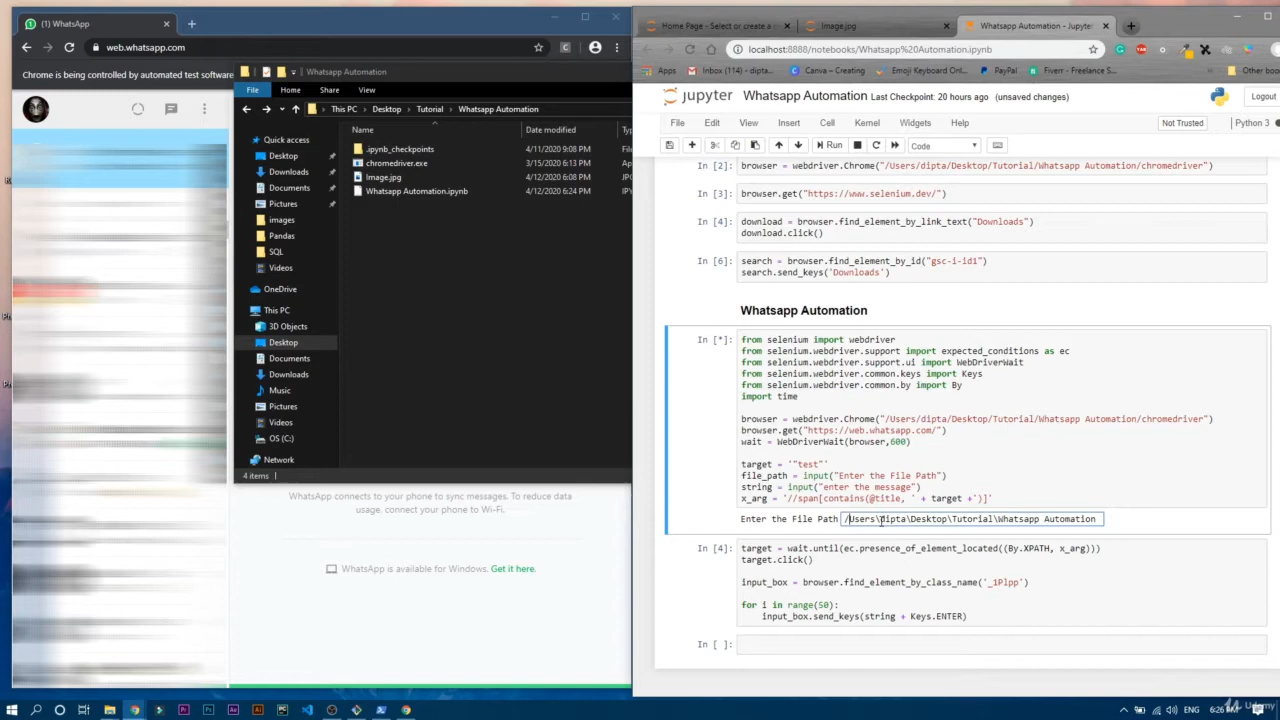 (1) WhatsApp
web.whatsapp.com
Chrome is being controlled by automated test software
Whatsapp Automation
File Home Share View
This PC Desktop Tutorial Whatsapp Automation
Name Date modified
Quick access
Desktop
Downloads
Documents
Pictures
images
Pandas
SQL
Videos
OneDrive
This PC
3D Objects
Desktop
Documents
Downloads
Music
Pictures
Videos
OS (C:)
Network
.ipynb_checkpoints 4/11/2020 9:08 PM
chromedriver.exe 3/15/2020 6:13 PM
Image.jpg 4/12/2020 6:08 PM
Whatsapp Automation.ipynb 4/12/2020 6:24 PM
4 items
WhatsApp connects to your phone to sync messages. To reduce data
usage, connect your phone to Wi-Fi.
WhatsApp is available for Windows. Get it here.
Home Page - Select or create a
Image.jpg
Whatsapp Automation - Jupyter
localhost:8888/notebooks/Whatsapp%20Automation.ipynb
Apps Inbox (114) - dipta... Canva – Creating Emoji Keyboard Onl... PayPal Fiverr - Freelance S... Other boo
jupyter Whatsapp Automation Last Checkpoint: 20 hours ago (unsaved changes) Logout
File Edit View Insert Cell Kernel Widgets Help Not Trusted Python 3
Run Code
In [2]: browser = webdriver.Chrome("/Users/dipta/Desktop/Tutorial/Whatsapp Automation/chromedriver")
In [3]: browser.get("https://www.selenium.dev/")
In [4]: download = browser.find_element_by_link_text("Downloads")
download.click()
In [6]: search = browser.find_element_by_id("gsc-i-id1")
search.send_keys('Downloads')
Whatsapp Automation
In [*]: from selenium import webdriver
from selenium.webdriver.support import expected_conditions as ec
from selenium.webdriver.support.ui import WebDriverWait
from selenium.webdriver.common.keys import Keys
from selenium.webdriver.common.by import By
import time
browser = webdriver.Chrome("/Users/dipta/Desktop/Tutorial/Whatsapp Automation/chromedriver")
browser.get("https://web.whatsapp.com/")
wait = WebDriverWait(browser,600)
target = '"test"'
file_path = input("Enter the File Path")
string = input("enter the message")
x_arg = '//span[contains(@title, ' + target +')]'
Enter the File Path /Users\dipta\Desktop\Tutorial\Whatsapp Automation
In [4]: target = wait.until(ec.presence_of_element_located((By.XPATH, x_arg)))
target.click()
input_box = browser.find_element_by_class_name('_1Plpp')
for i in range(50):
input_box.send_keys(string + Keys.ENTER)
In [ ]:
Udemy